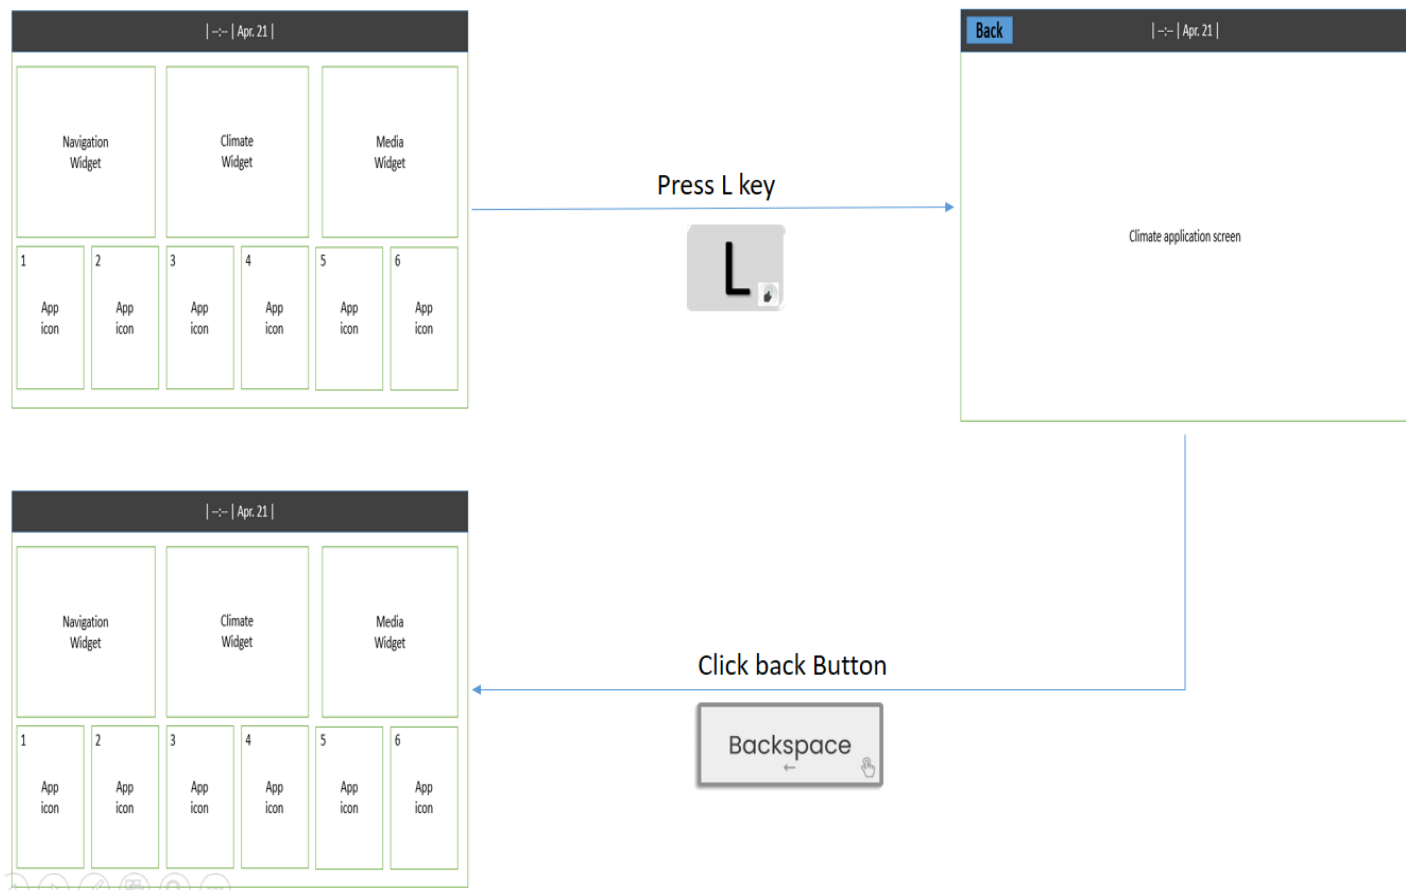 | --:-- | Apr. 21 |
Navigation
Widget
Climate
Widget
Media
Widget
1
App
icon
2
App
icon
3
App
icon
4
App
icon
5
App
icon
6
App
icon
Press L key
L
Back
| --:-- | Apr. 21 |
Climate application screen
| --:-- | Apr. 21 |
Navigation
Widget
Climate
Widget
Media
Widget
1
App
icon
2
App
icon
3
App
icon
4
App
icon
5
App
icon
6
App
icon
Click back Button
Backspace
←